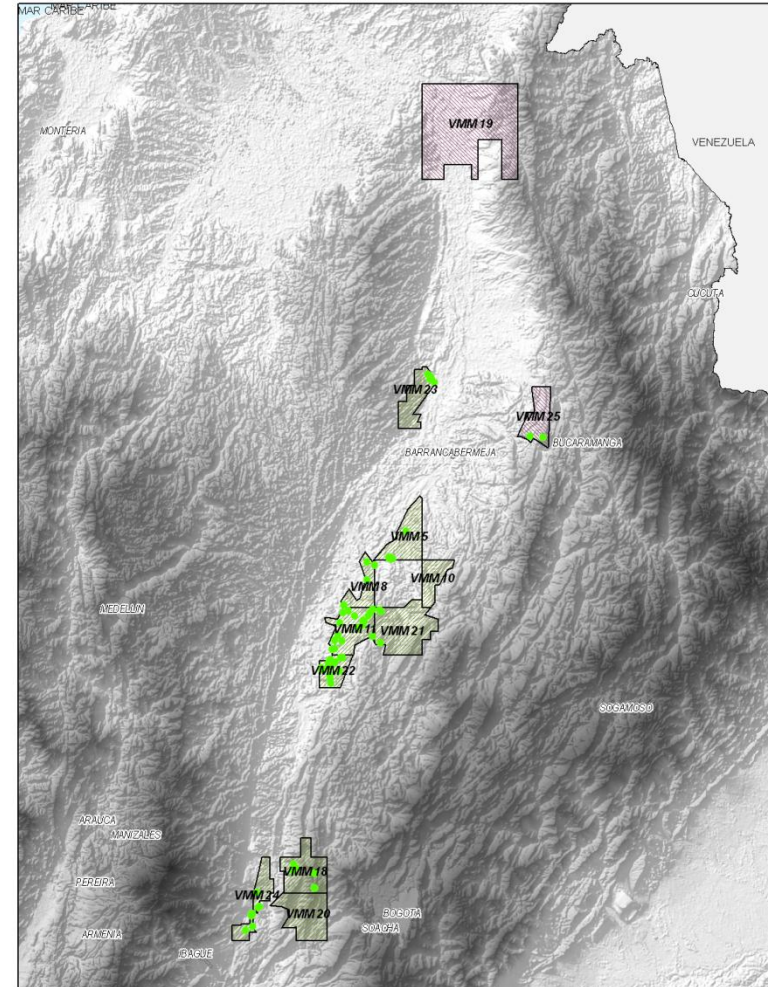 MAR CARIBE
MAR CARIBE
MONTERIA
VMM 19
VENEZUELA
CUCUTA
VMM 23
VMM 25
BUCARAMANGA
BARRANCABERMEJA
VMM 5
VMM 8
VMM 10
MEDELLIN
VMM 11
VMM 21
VMM 22
SOGAMOSO
ARAUCA
MANIZALES
VMM 18
PEREIRA
VMM 24
VMM 20
BOGOTA
SOACHA
ARMENIA
IBAGUE